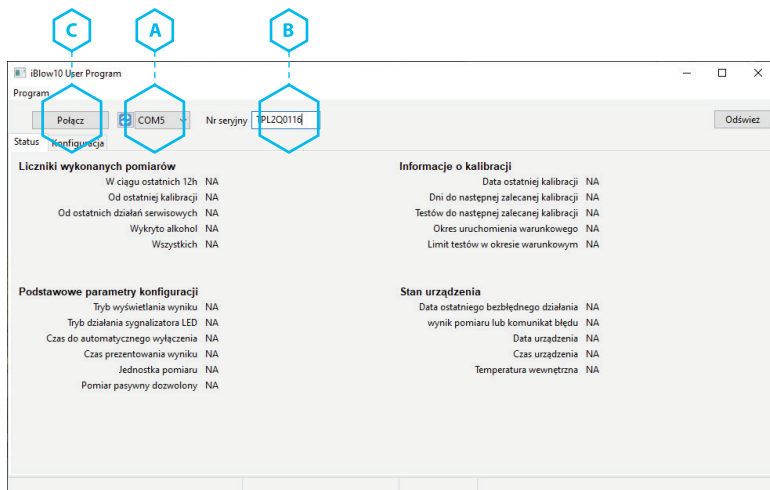 C A B
iBlow10 User Program
Program
Połącz COM5 Nr seryjny TPL2Q0116 Odśwież
Status Konfiguracja
Liczniki wykonanych pomiarów
W ciągu ostatnich 12h NA
Od ostatniej kalibracji NA
Od ostatnich działań serwisowych NA
Wykryto alkohol NA
Wszystkich NA
Informacje o kalibracji
Data ostatniej kalibracji NA
Dni do następnej zalecanej kalibracji NA
Testów do następnej zalecanej kalibracji NA
Okres uruchomienia warunkowego NA
Limit testów w okresie warunkowym NA
Podstawowe parametry konfiguracji
Tryb wyświetlania wyniku NA
Tryb działania sygnalizatora LED NA
Czas do automatycznego wyłączenia NA
Czas prezentowania wyniku NA
Jednostka pomiaru NA
Pomiar pasywny dozwolony NA
Stan urządzenia
Data ostatniego bezbłędnego działania NA
wynik pomiaru lub komunikat błędu NA
Data urządzenia NA
Czas urządzenia NA
Temperatura wewnętrzna NA